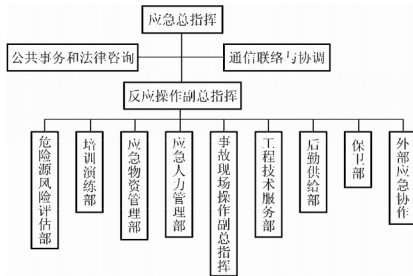 应急总指挥
公共事务和法律咨询
通信联络与协调
反应操作副总指挥
危险源风险评估部
培训演练部
应急物资管理部
应急人力管理部
事故现场操作副总指挥
工程技术服务部
后勤供给部
保卫部
外部应急协作